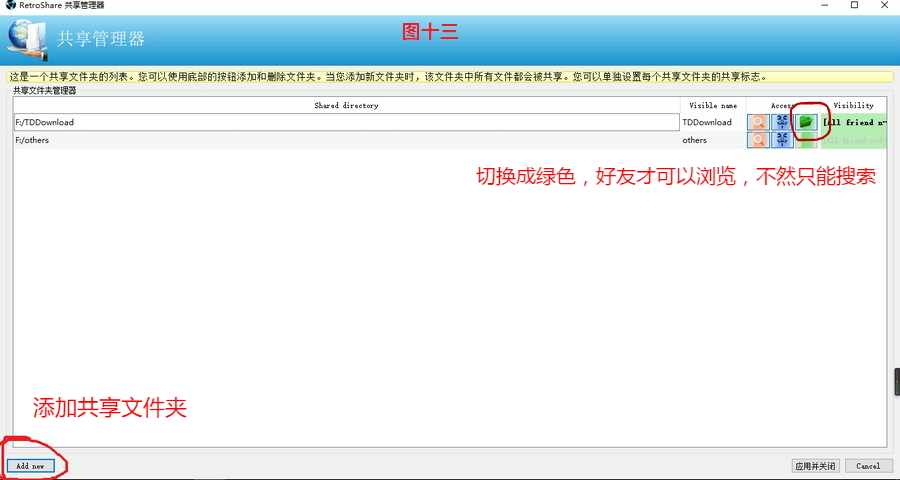 RetroShare 共享管理器
图十三
共享管理器
这是一个共享文件夹的列表。您可以使用底部的按钮添加和删除文件夹。当您添加新文件夹时，该文件夹中所有文件都会被共享。您可以单独设置每个共享文件夹的共享标志。
共享文件夹管理器
Shared directory Visible name Access Visibility
F:/TDDownload TDDownload [All friend n
F:/others others [All friend nod
切换成绿色，好友才可以浏览，不然只能搜索
添加共享文件夹
Add new 应用并关闭 Cancel